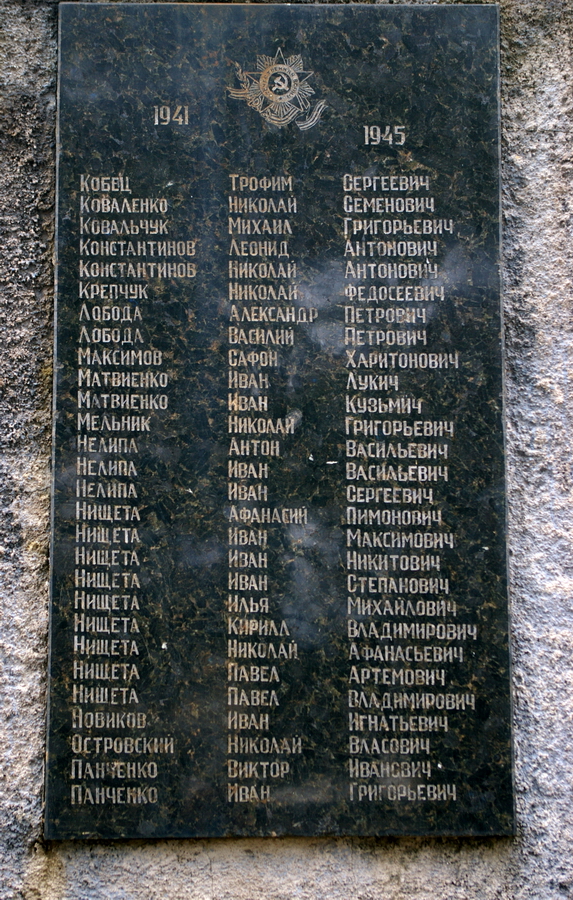 1941
1945
Кобец Трофим Сергеевич
Коваленко Николай Семенович
Ковальчук Михаил Григорьевич
Константинов Леонид Антонович
Константинов Николай Антонович
Крепчук Николай Федосеевич
Лобода Александр Петрович
Лобода Василий Петрович
Максимов Сафон Харитонович
Матвиенко Иван Лукич
Матвиенко Иван Кузьмич
Мельник Николай Григорьевич
Нелипа Антон Васильевич
Нелипа Иван Васильевич
Нелипа Иван Сергеевич
Нищета Афанасий Пимонович
Нищета Иван Максимович
Нищета Иван Никитович
Нищета Иван Степанович
Нищета Илья Михайлович
Нищета Кирилл Владимирович
Нищета Николай Афанасьевич
Нищета Павел Артемович
Нищета Павел Владимирович
Новиков Иван Игнатьевич
Островский Николай Власович
Панченко Виктор Иванович
Панченко Иван Григорьевич